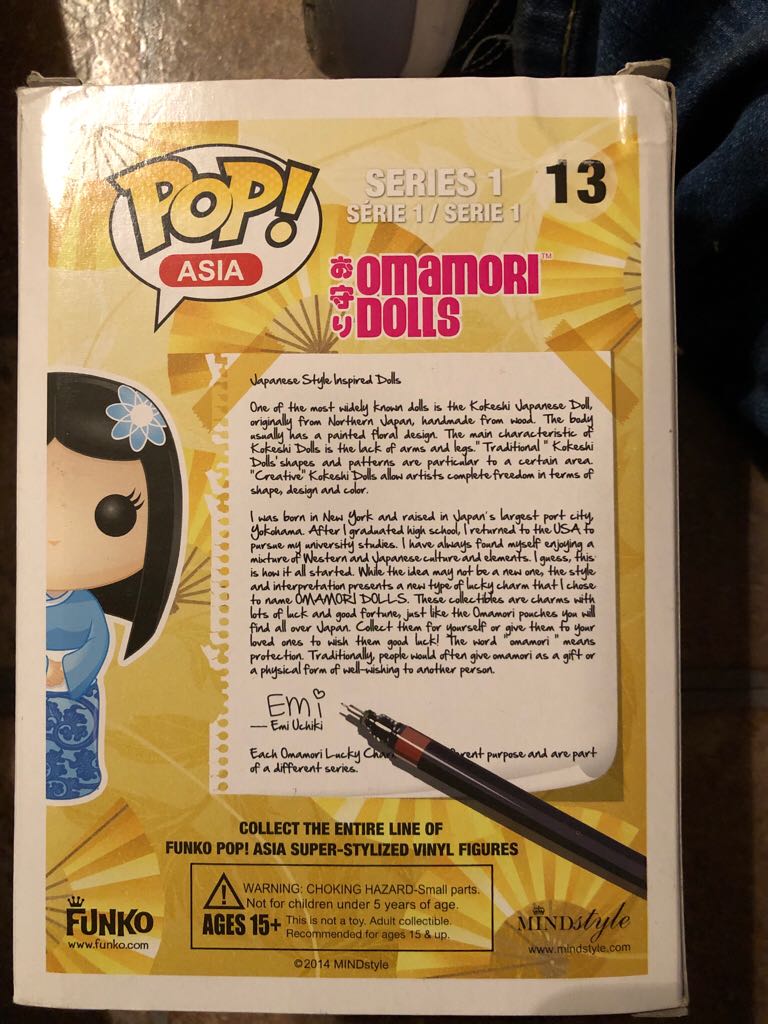 POP!
ASIA
SERIES 1
SÉRIE 1 / SERIE 1
13
お守り
OMAMORI™
DOLLS
Japanese Style Inspired Dolls
One of the most widely known dolls is the Kokeshi Japanese Doll,
originally from Northern Japan, handmade from wood. The body
usually has a painted floral design. The main characteristic of
Kokeshi Dolls is the lack of arms and legs." Traditional " Kokeshi
Dolls' shapes and patterns are particular to a certain area.
"Creative" Kokeshi Dolls allow artists complete freedom in terms of
shape, design and color.
I was born in New York and raised in Japan's largest port city,
Yokohama. After I graduated high school, I returned to the USA to
pursue my university studies. I have always found myself enjoying a
mixture of Western and Japanese culture and elements. I guess, this
is how it all started. While the idea may not be a new one, the style
and interpretation presents a new type of lucky charm that I chose
to name OMAMORI DOLLS. These collectibles are charms with
lots of luck and good fortune, just like the Omamori pouches you will
find all over Japan. Collect them for yourself or give them to your
loved ones to wish them good luck! The word "omamori" means
protection. Traditionally, people would often give omamori as a gift or
a physical form of well-wishing to another person.
Emi
— Emi Uchiki
Each Omamori Lucky purpose and are part
of a different series.
COLLECT THE ENTIRE LINE OF
FUNKO POP! ASIA SUPER-STYLIZED VINYL FIGURES
WARNING: CHOKING HAZARD-Small parts.
Not for children under 5 years of age.
AGES 15+ This is not a toy. Adult collectible.
Recommended for ages 15 & up.
FUNKO
www.funko.com
MINDstyle
www.mindstyle.com
©2014 MINDstyle